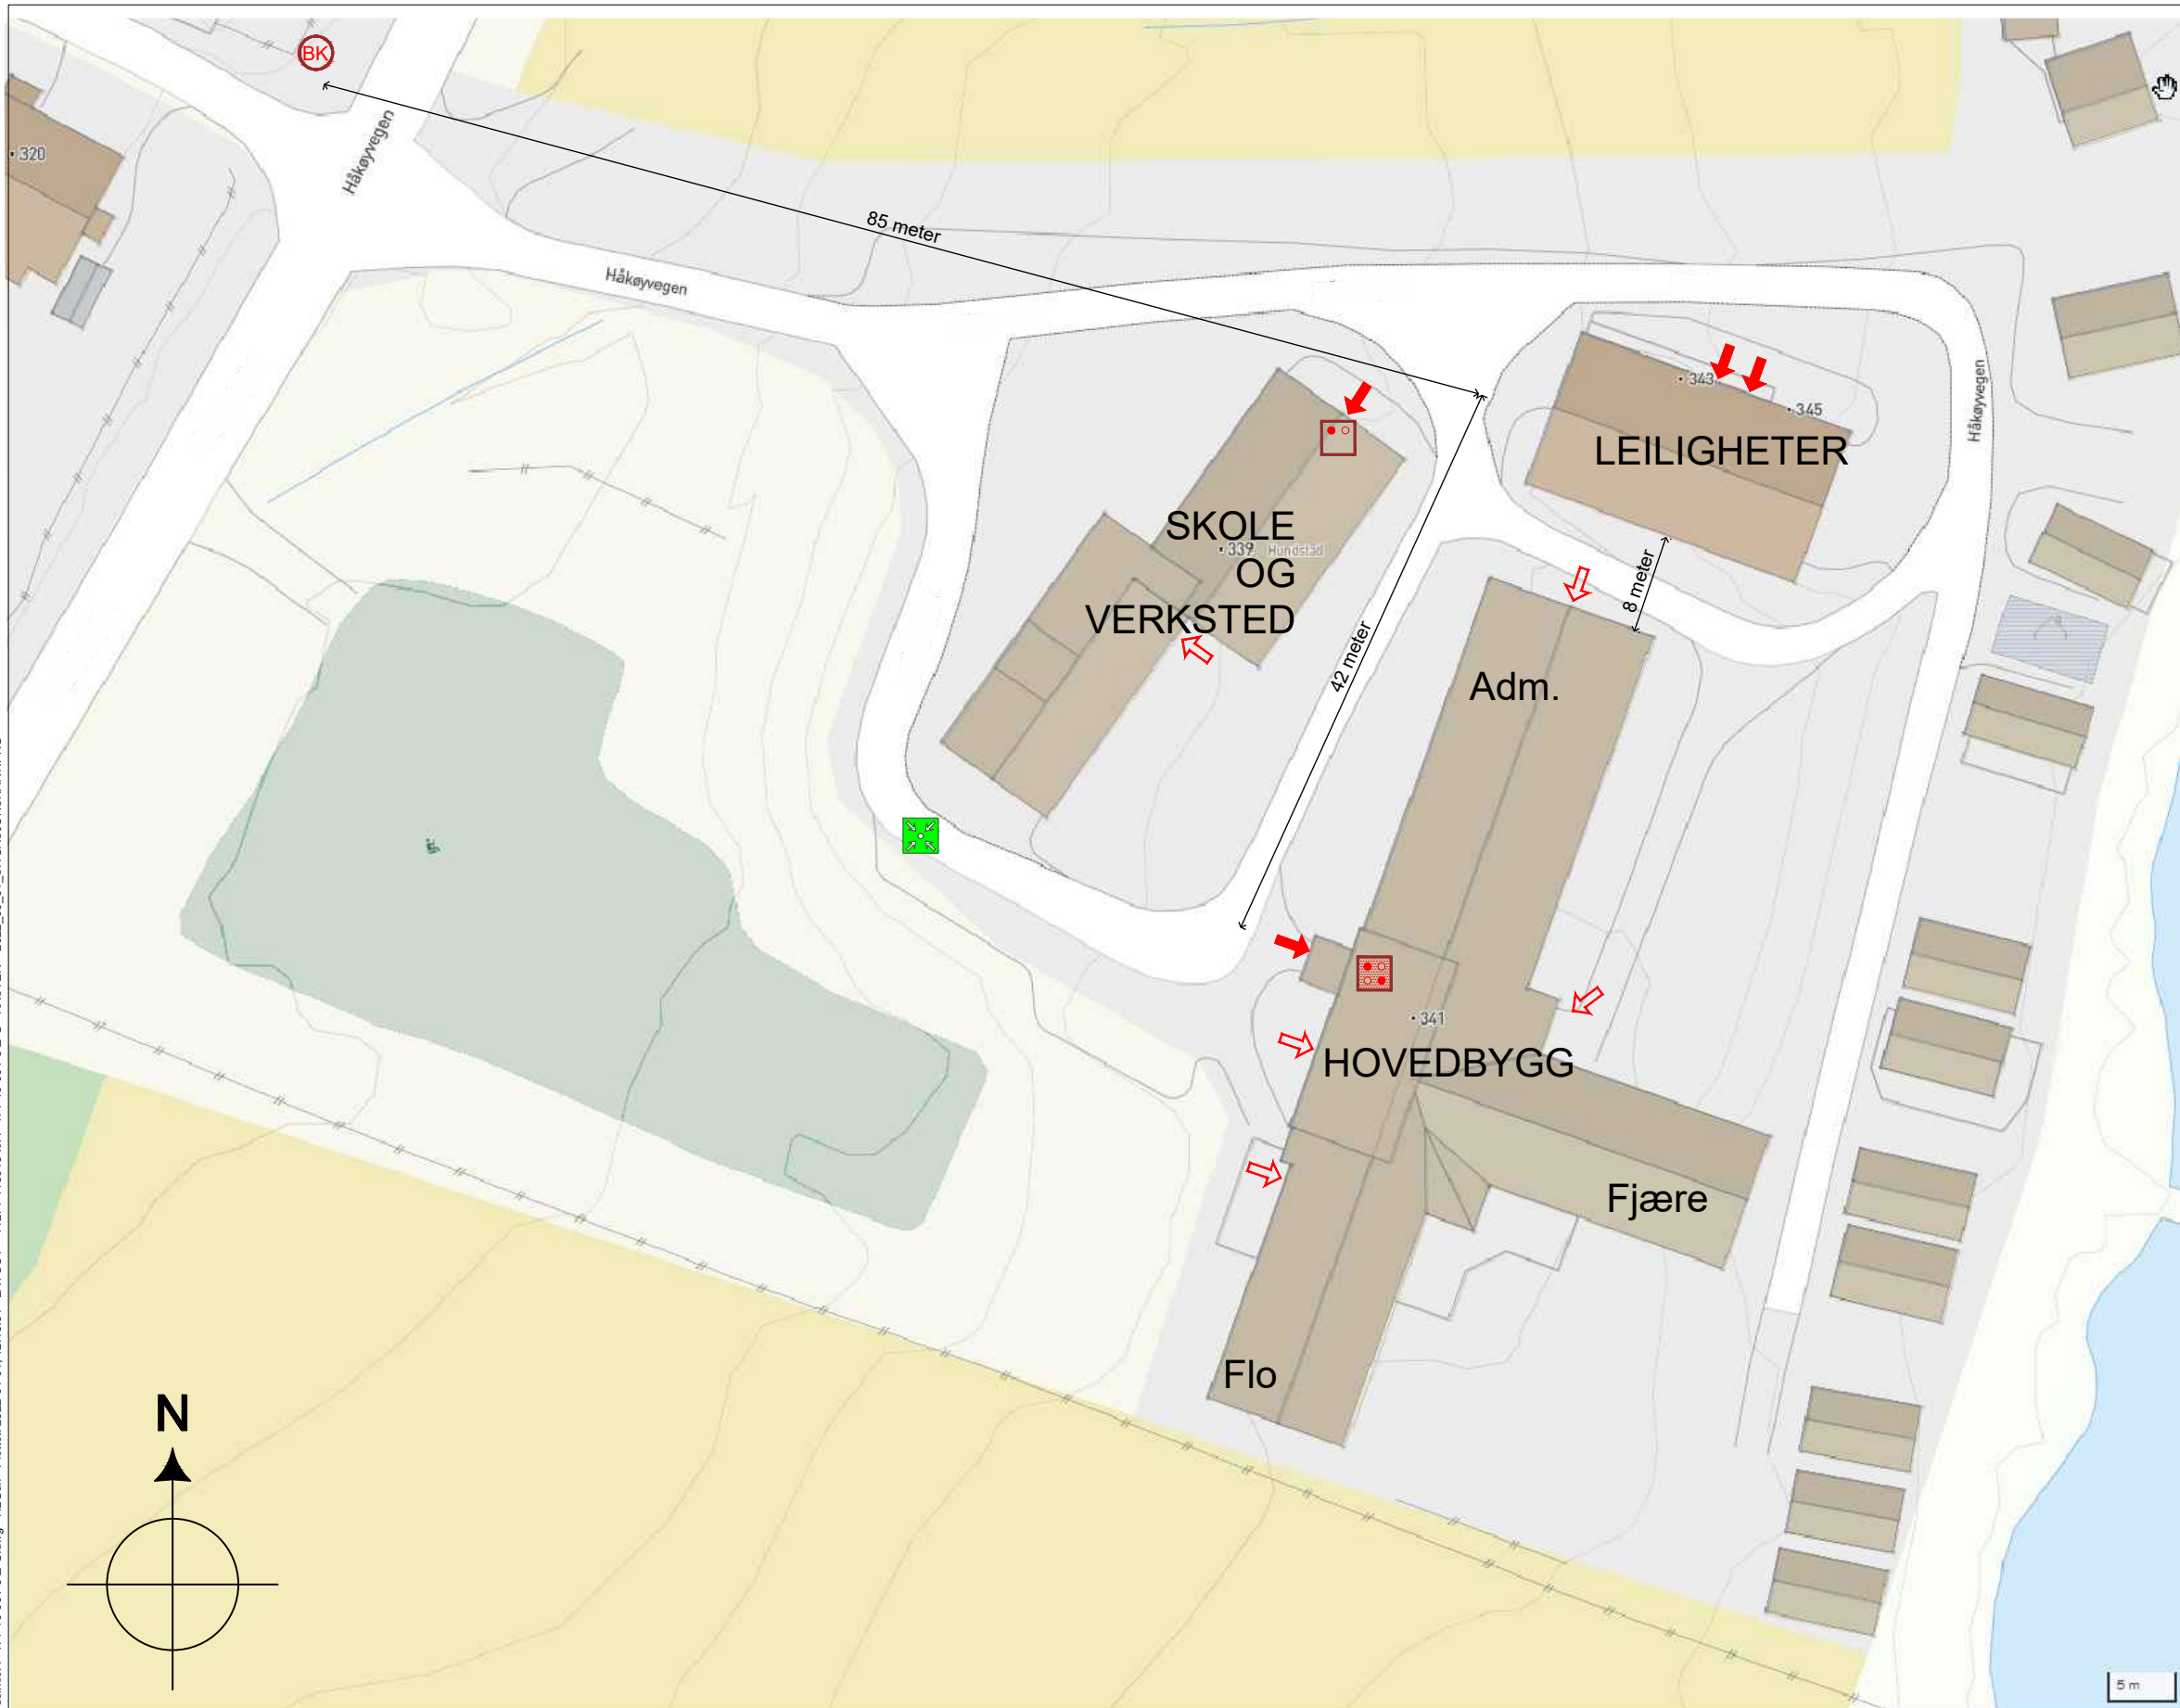 BK
320
Håkøyvegen
85 meter
Håkøyvegen
343
345
LEILIGHETER
Håkøyvegen
SKOLE
339 Hundstad
OG
VERKSTED
8 meter
42 meter
Adm.
341
HOVEDBYGG
Fjære
Flo
N
5 m